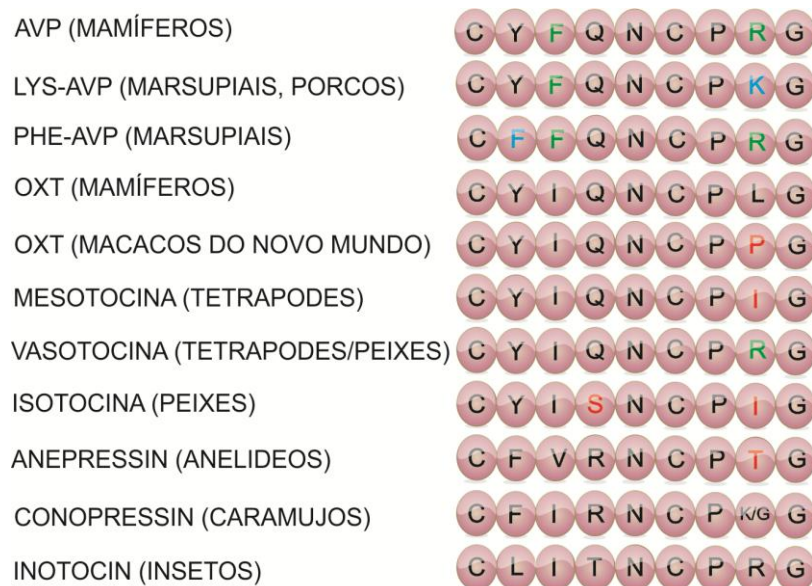 AVP (MAMÍFEROS) C Y F Q N C P R G
LYS-AVP (MARSUPIAIS, PORCOS) C Y F Q N C P K G
PHE-AVP (MARSUPIAIS) C F F Q N C P R G
OXT (MAMÍFEROS) C Y I Q N C P L G
OXT (MACACOS DO NOVO MUNDO) C Y I Q N C P P G
MESOTOCINA (TETRAPODES) C Y I Q N C P I G
VASOTOCINA (TETRAPODES/PEIXES) C Y I Q N C P R G
ISOTOCINA (PEIXES) C Y I S N C P I G
ANEPRESSIN (ANELIDEOS) C F V R N C P T G
CONOPRESSIN (CARAMUJOS) C F I R N C P K/G G
INOTOCIN (INSETOS) C L I T N C P R G